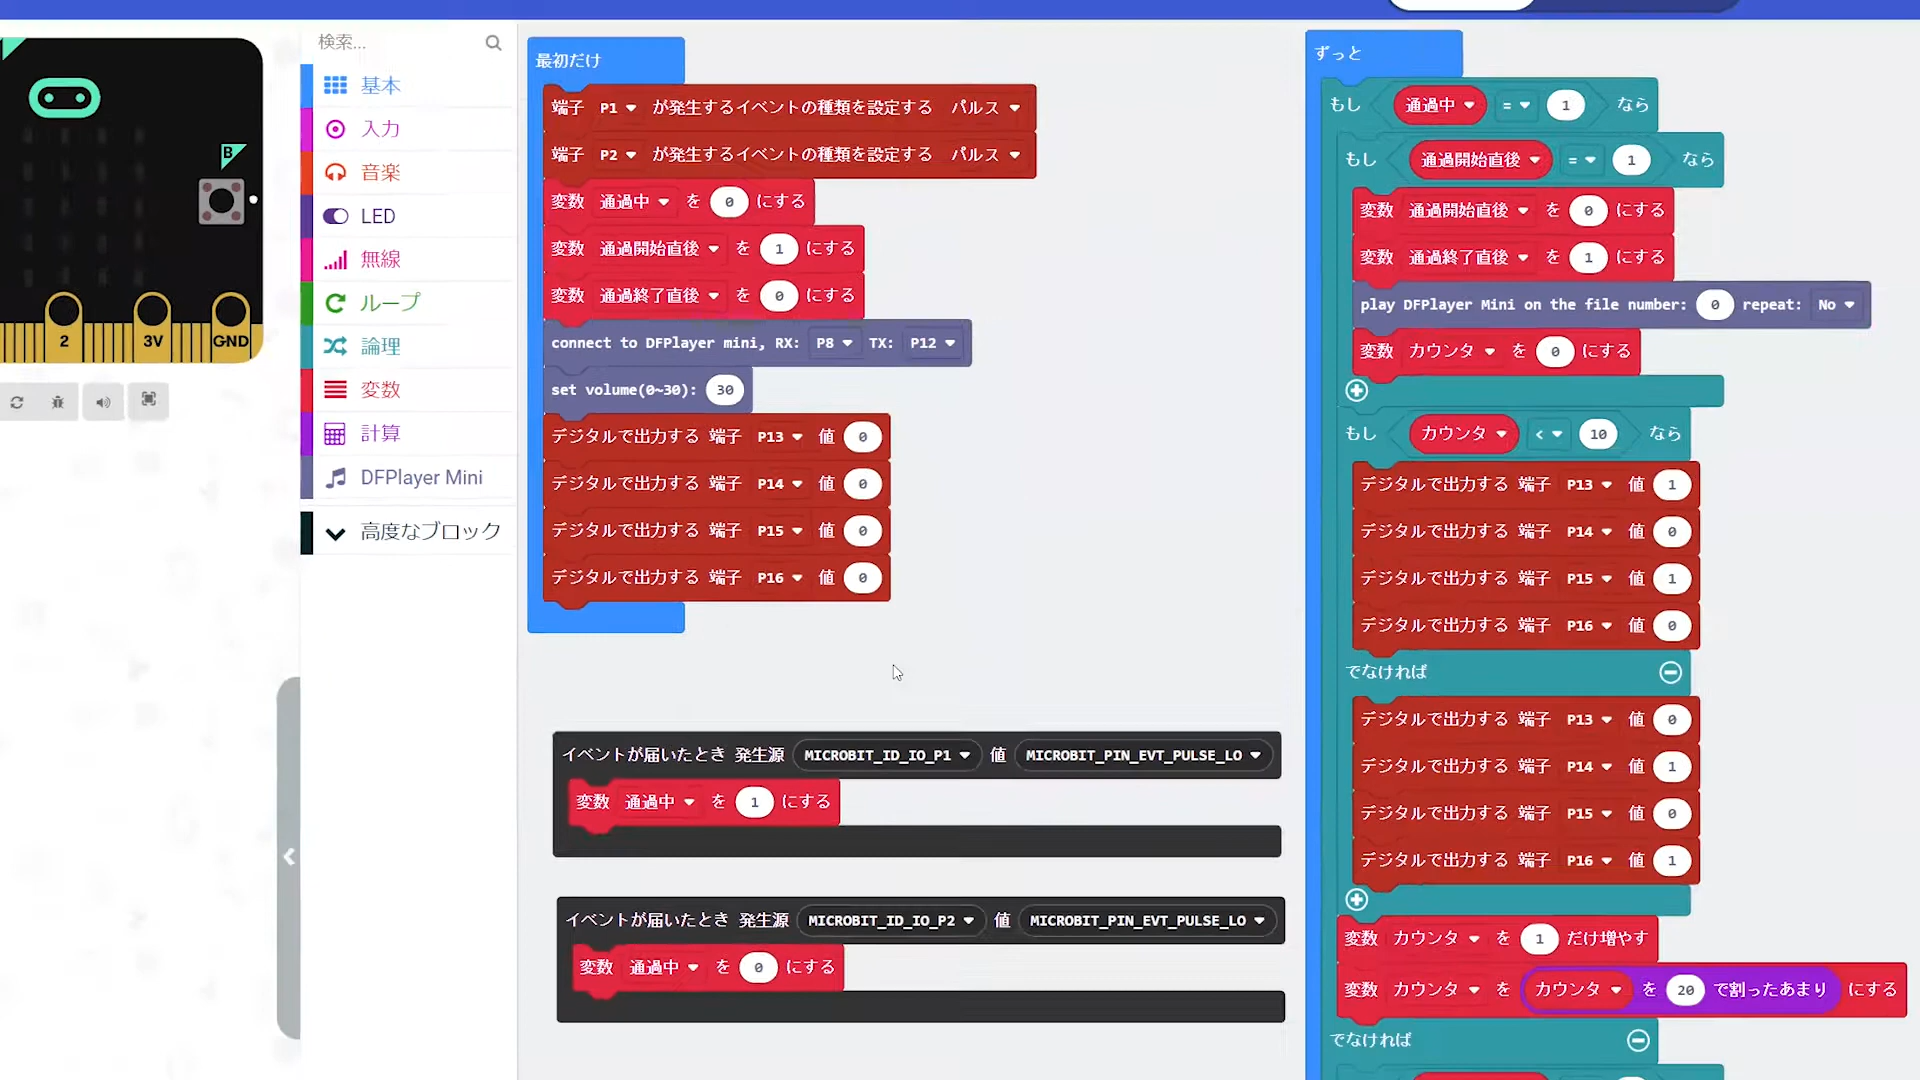 B
2 3V GND
検索...
基本
入力
音楽
LED
無線
ループ
論理
変数
計算
DFPlayer Mini
高度なブロック
最初だけ
端子 P1 が発生するイベントの種類を設定する パルス
端子 P2 が発生するイベントの種類を設定する パルス
変数 通過中 を 0 にする
変数 通過開始直後 を 1 にする
変数 通過終了直後 を 0 にする
connect to DFPlayer mini, RX: P8 TX: P12
set volume(0~30): 30
デジタルで出力する 端子 P13 値 0
デジタルで出力する 端子 P14 値 0
デジタルで出力する 端子 P15 値 0
デジタルで出力する 端子 P16 値 0
イベントが届いたとき 発生源 MICROBIT_ID_IO_P1 値 MICROBIT_PIN_EVT_PULSE_LO
変数 通過中 を 1 にする
イベントが届いたとき 発生源 MICROBIT_ID_IO_P2 値 MICROBIT_PIN_EVT_PULSE_LO
変数 通過中 を 0 にする
ずっと
もし 通過中 = 1 なら
もし 通過開始直後 = 1 なら
変数 通過開始直後 を 0 にする
変数 通過終了直後 を 1 にする
play DFPlayer Mini on the file number: 0 repeat: No
変数 カウンタ を 0 にする
もし カウンタ < 10 なら
デジタルで出力する 端子 P13 値 1
デジタルで出力する 端子 P14 値 0
デジタルで出力する 端子 P15 値 1
デジタルで出力する 端子 P16 値 0
でなければ
デジタルで出力する 端子 P13 値 0
デジタルで出力する 端子 P14 値 1
デジタルで出力する 端子 P15 値 0
デジタルで出力する 端子 P16 値 1
変数 カウンタ を 1 だけ増やす
変数 カウンタ を カウンタ を 20 で割ったあまり にする
でなければ